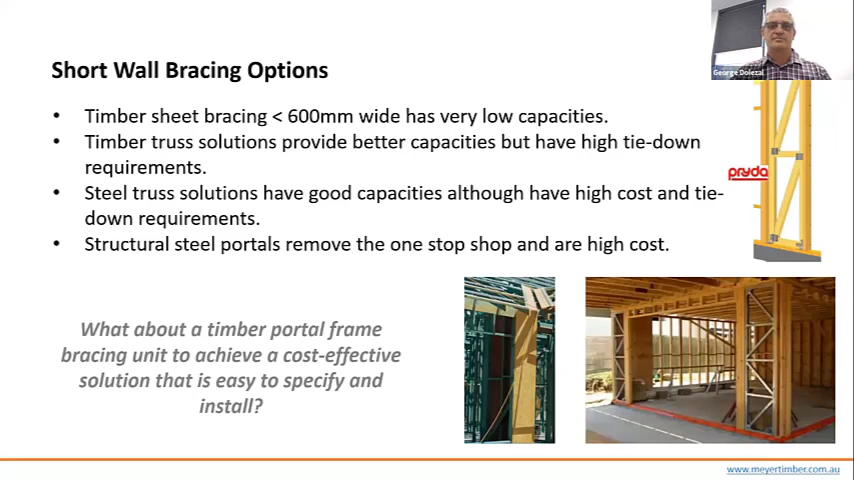 George Dolezal
Short Wall Bracing Options
• Timber sheet bracing < 600mm wide has very low capacities.
• Timber truss solutions provide better capacities but have high tie-down
requirements.
pryda
• Steel truss solutions have good capacities although have high cost and tie-
down requirements.
• Structural steel portals remove the one stop shop and are high cost.
What about a timber portal frame
bracing unit to achieve a cost-effective
solution that is easy to specify and
install?
www.meyertimber.com.au